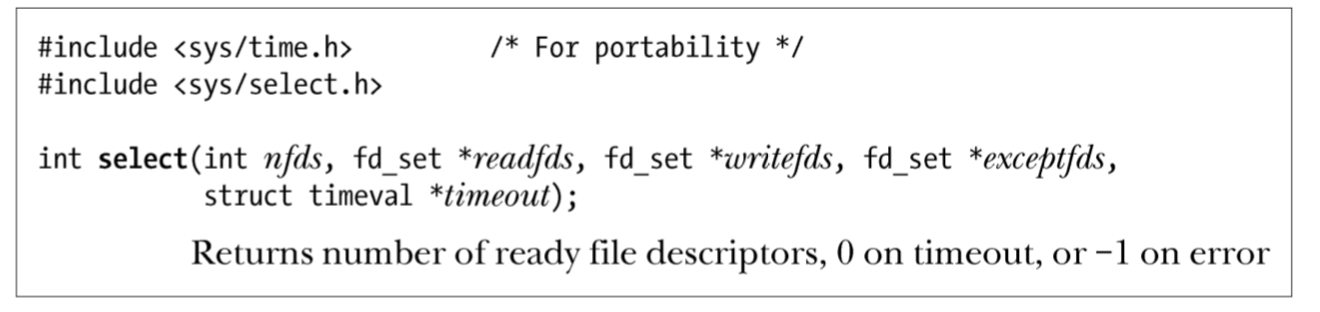 #include <sys/time.h> /* For portability */
#include <sys/select.h>
int select(int nfds, fd_set *readfds, fd_set *writefds, fd_set *exceptfds,
struct timeval *timeout);
Returns number of ready file descriptors, 0 on timeout, or −1 on error